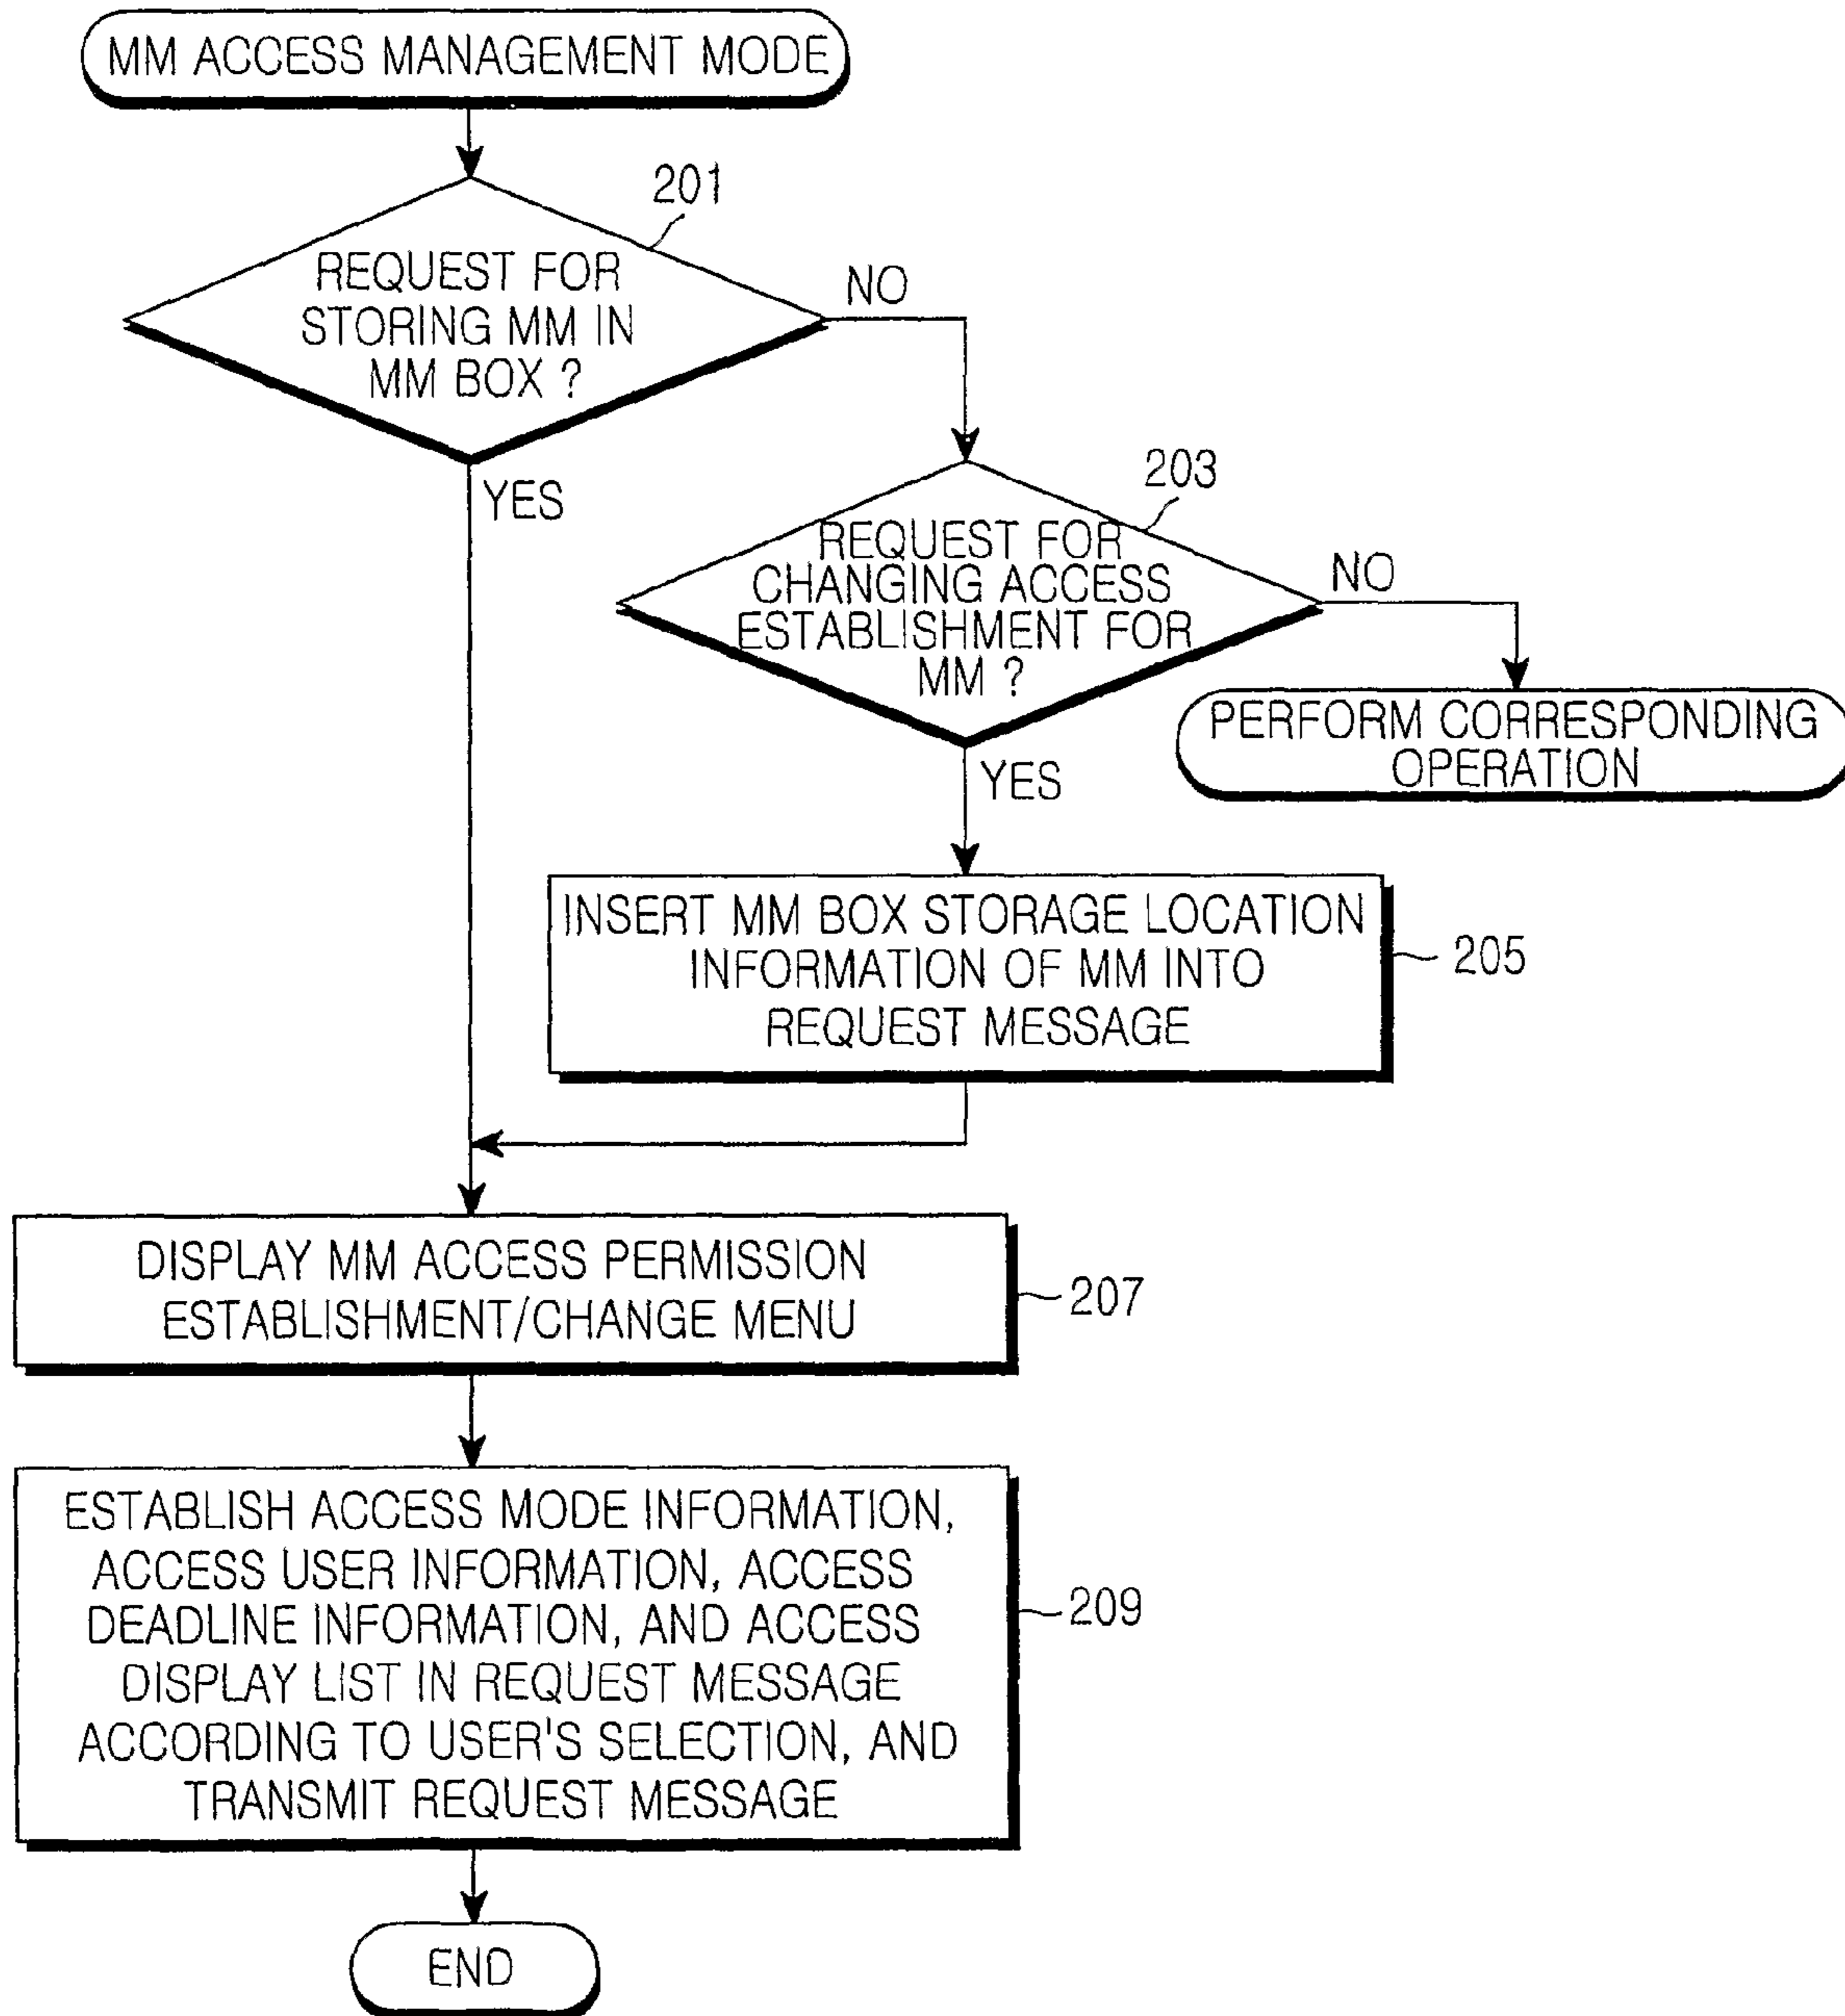 MM ACCESS MANAGEMENT MODE
201
REQUEST FOR
STORING MM IN
MM BOX ?
NO
YES
203
REQUEST FOR
CHANGING ACCESS
ESTABLISHMENT FOR
MM ?
NO
YES
PERFORM CORRESPONDING
OPERATION
INSERT MM BOX STORAGE LOCATION
INFORMATION OF MM INTO
REQUEST MESSAGE
205
DISPLAY MM ACCESS PERMISSION
ESTABLISHMENT/CHANGE MENU
207
ESTABLISH ACCESS MODE INFORMATION,
ACCESS USER INFORMATION, ACCESS
DEADLINE INFORMATION, AND ACCESS
DISPLAY LIST IN REQUEST MESSAGE
ACCORDING TO USER'S SELECTION, AND
TRANSMIT REQUEST MESSAGE
209
END